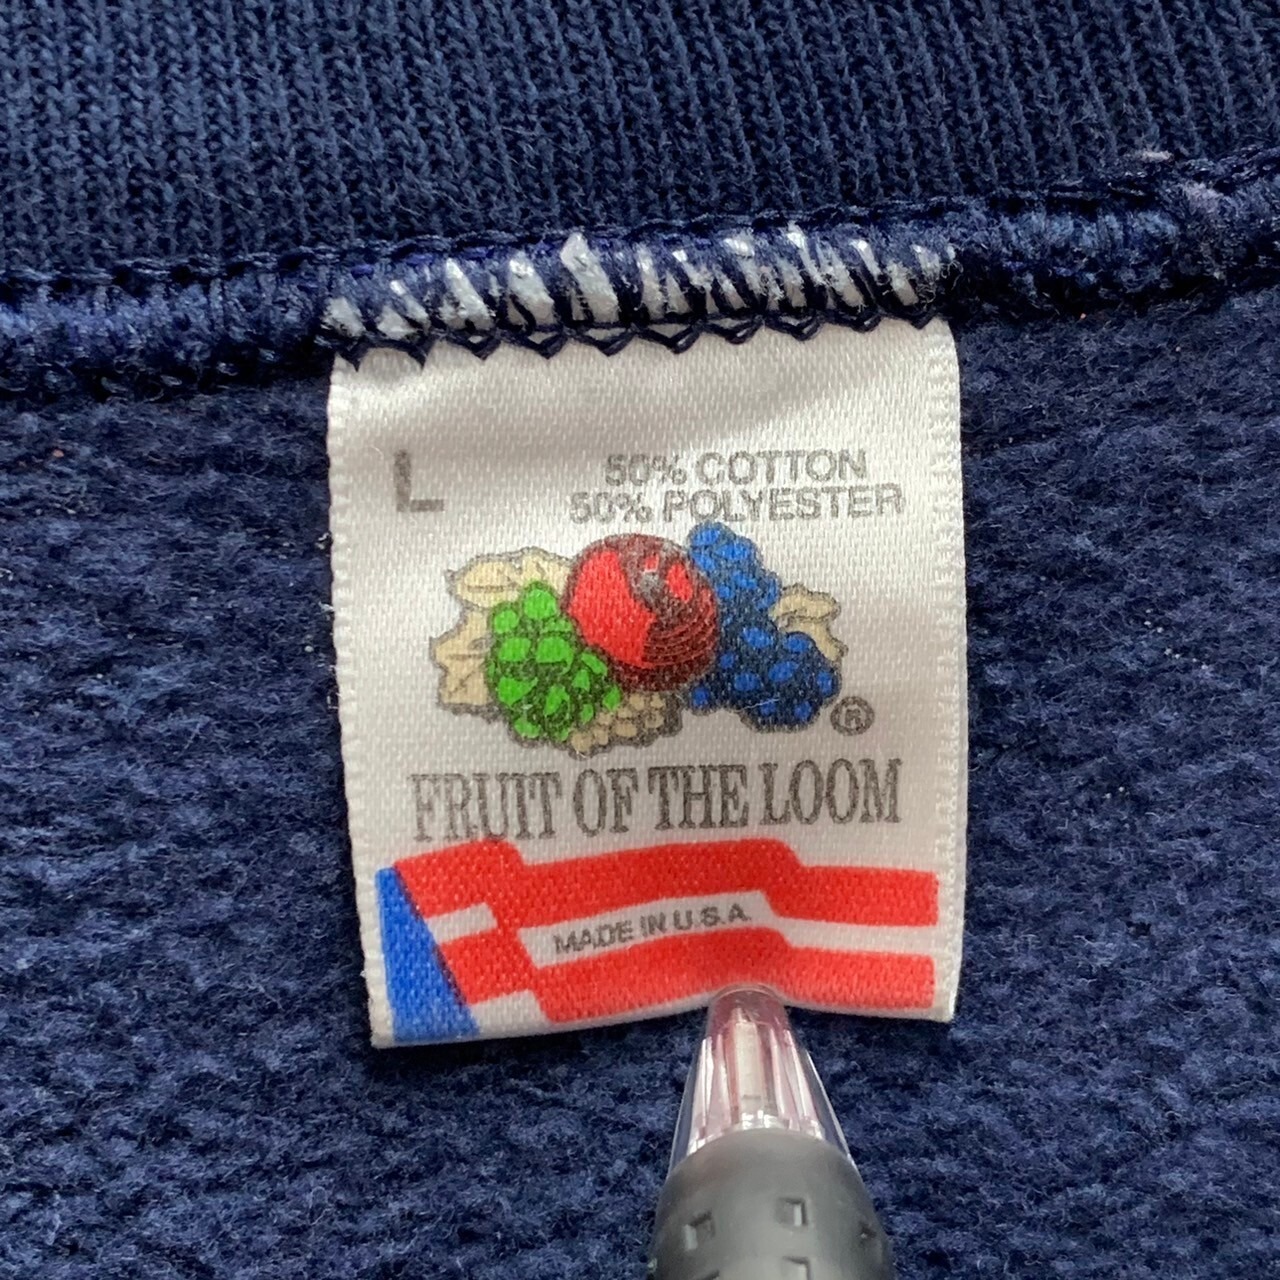 L
50% COTTON
50% POLYESTER
®
FRUIT OF THE LOOM
MADE IN U.S.A.